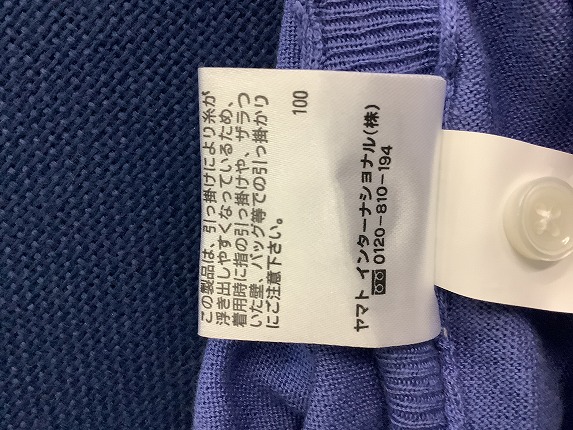 この製品は、引っ掛けにより糸が
浮き出しやすくなっているため、
着用時に指の引っ掛けや、ザラつ
いた壁、バッグ等での引っ掛かり
にご注意下さい。
100
ヤマト インターナショナル(株)
0120-810-194